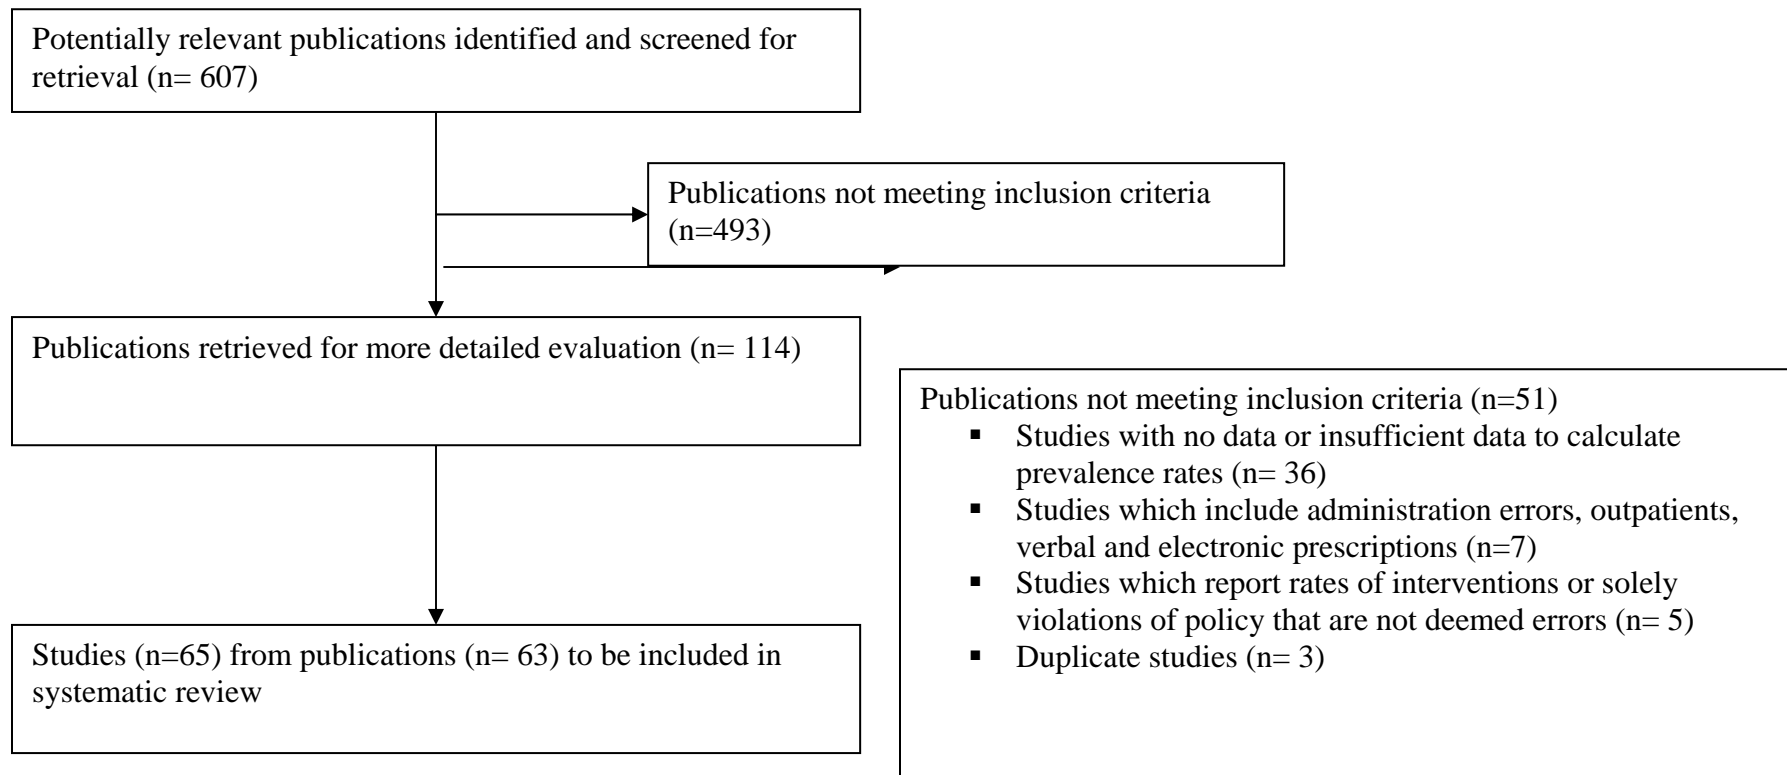 Potentially relevant publications identified and screened for
retrieval (n= 607)
Publications not meeting inclusion criteria
(n=493)
Publications retrieved for more detailed evaluation (n= 114)
Publications not meeting inclusion criteria (n=51)
▪ Studies with no data or insufficient data to calculate
prevalence rates (n= 36)
▪ Studies which include administration errors, outpatients,
verbal and electronic prescriptions (n=7)
▪ Studies which report rates of interventions or solely
violations of policy that are not deemed errors (n= 5)
▪ Duplicate studies (n= 3)
Studies (n=65) from publications (n= 63) to be included in
systematic review